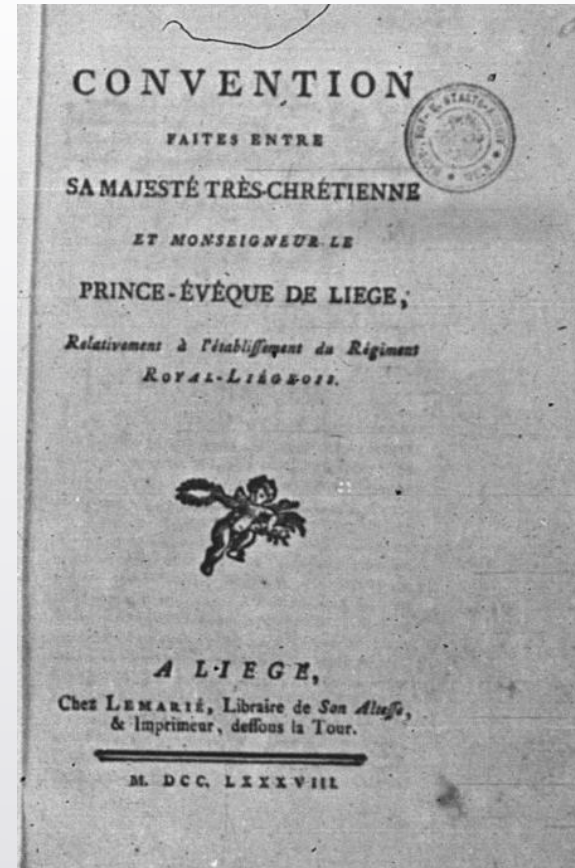 CONVENTION
FAITES ENTRE
SA MAJESTÉ TRÈS-CHRÉTIENNE
ET MONSEIGNEUR LE
PRINCE-ÉVÊQUE DE LIEGE,
Relativement à l'établissement du Régiment
ROYAL-LIÉGEOIS.
A LIEGE,
Chez LEMARIÉ, Libraire de Son Altesse,
& Imprimeur, dessous la Tour.
M. DCC. LXXXVIII.